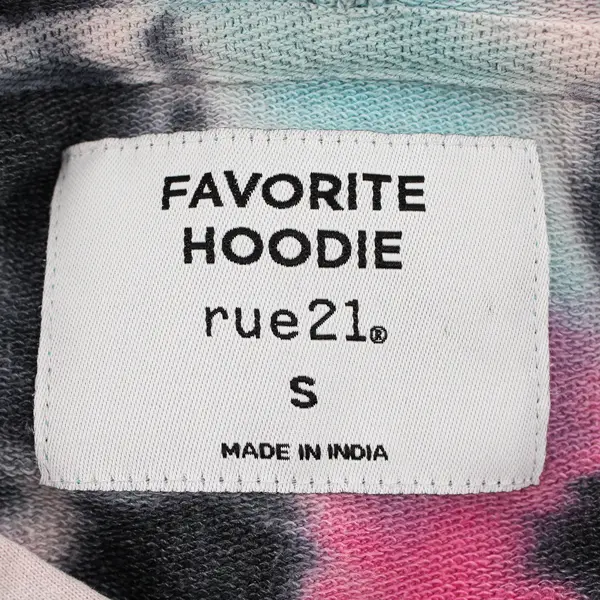 FAVORITE
HOODIE
rue21®
S
MADE IN INDIA